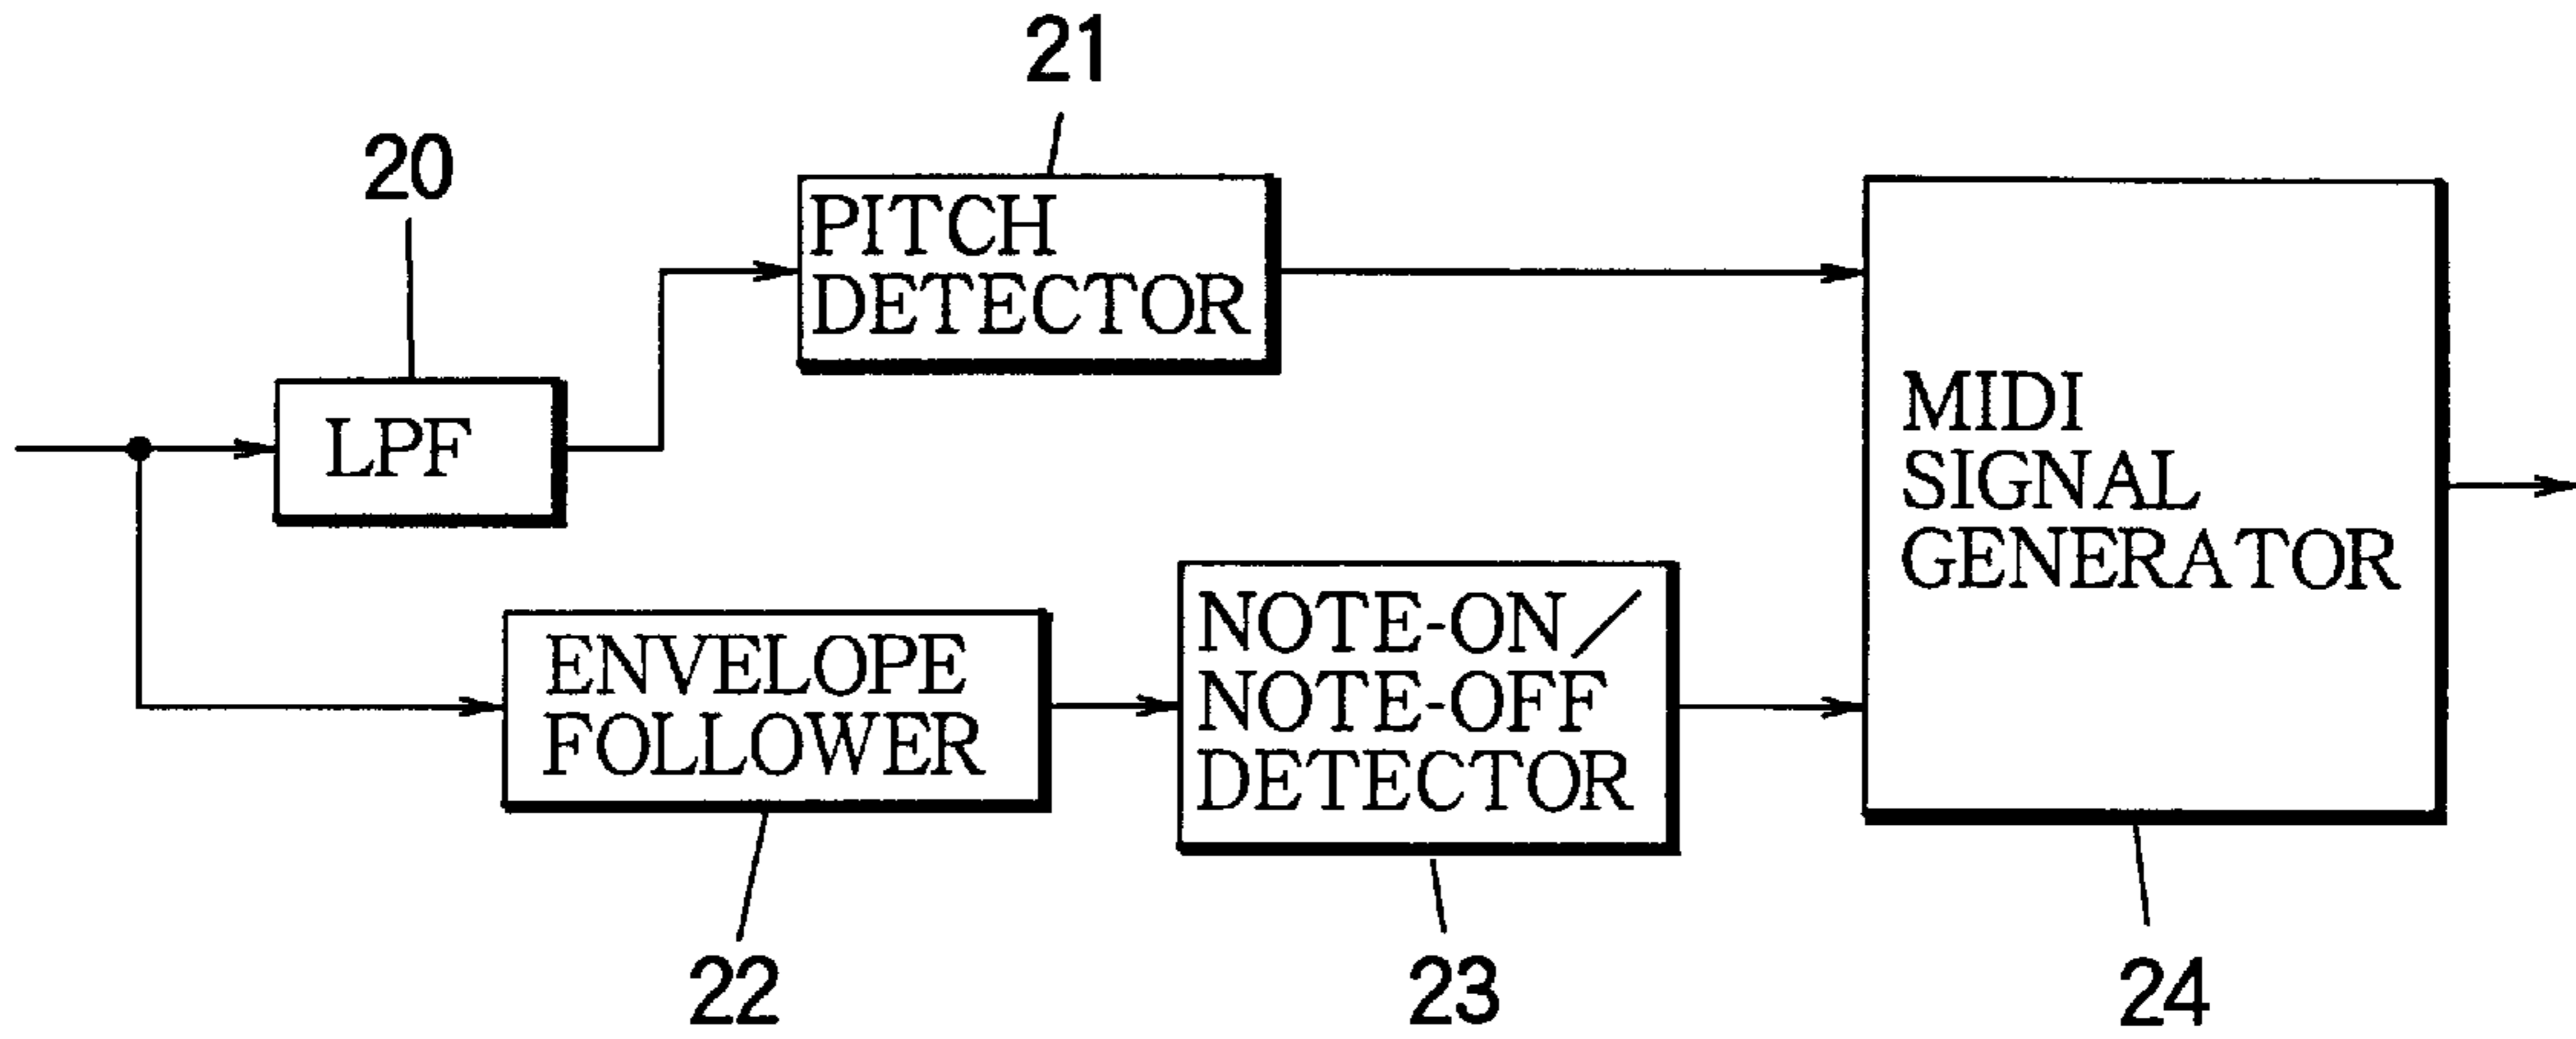 21
20
PITCH
DETECTOR
LPF
MIDI
SIGNAL
GENERATOR
ENVELOPE
FOLLOWER
NOTE-ON/
NOTE-OFF
DETECTOR
22
23
24